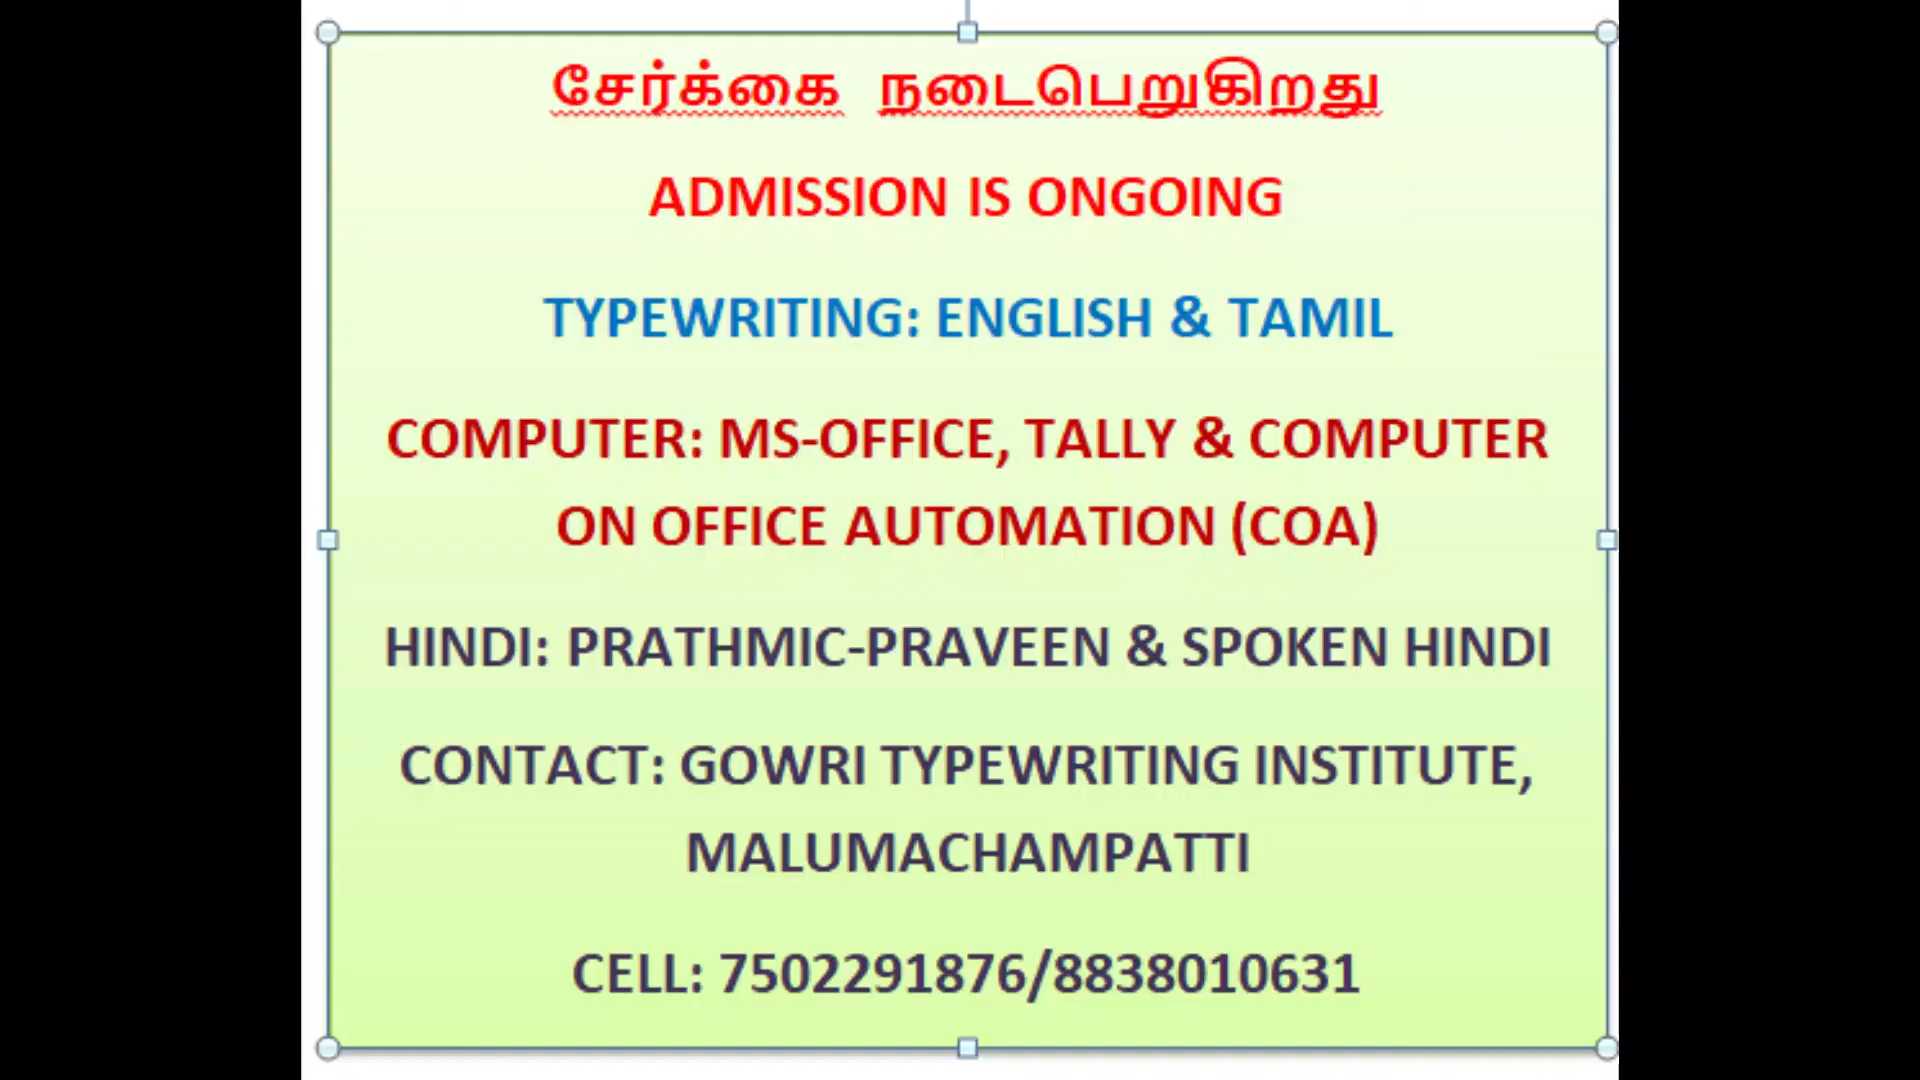 சேர்க்கை நடைபெறுகிறது
ADMISSION IS ONGOING
TYPEWRITING: ENGLISH & TAMIL
COMPUTER: MS-OFFICE, TALLY & COMPUTER
ON OFFICE AUTOMATION (COA)
HINDI: PRATHMIC-PRAVEEN & SPOKEN HINDI
CONTACT: GOWRI TYPEWRITING INSTITUTE,
MALUMACHAMPATTI
CELL: 7502291876/8838010631